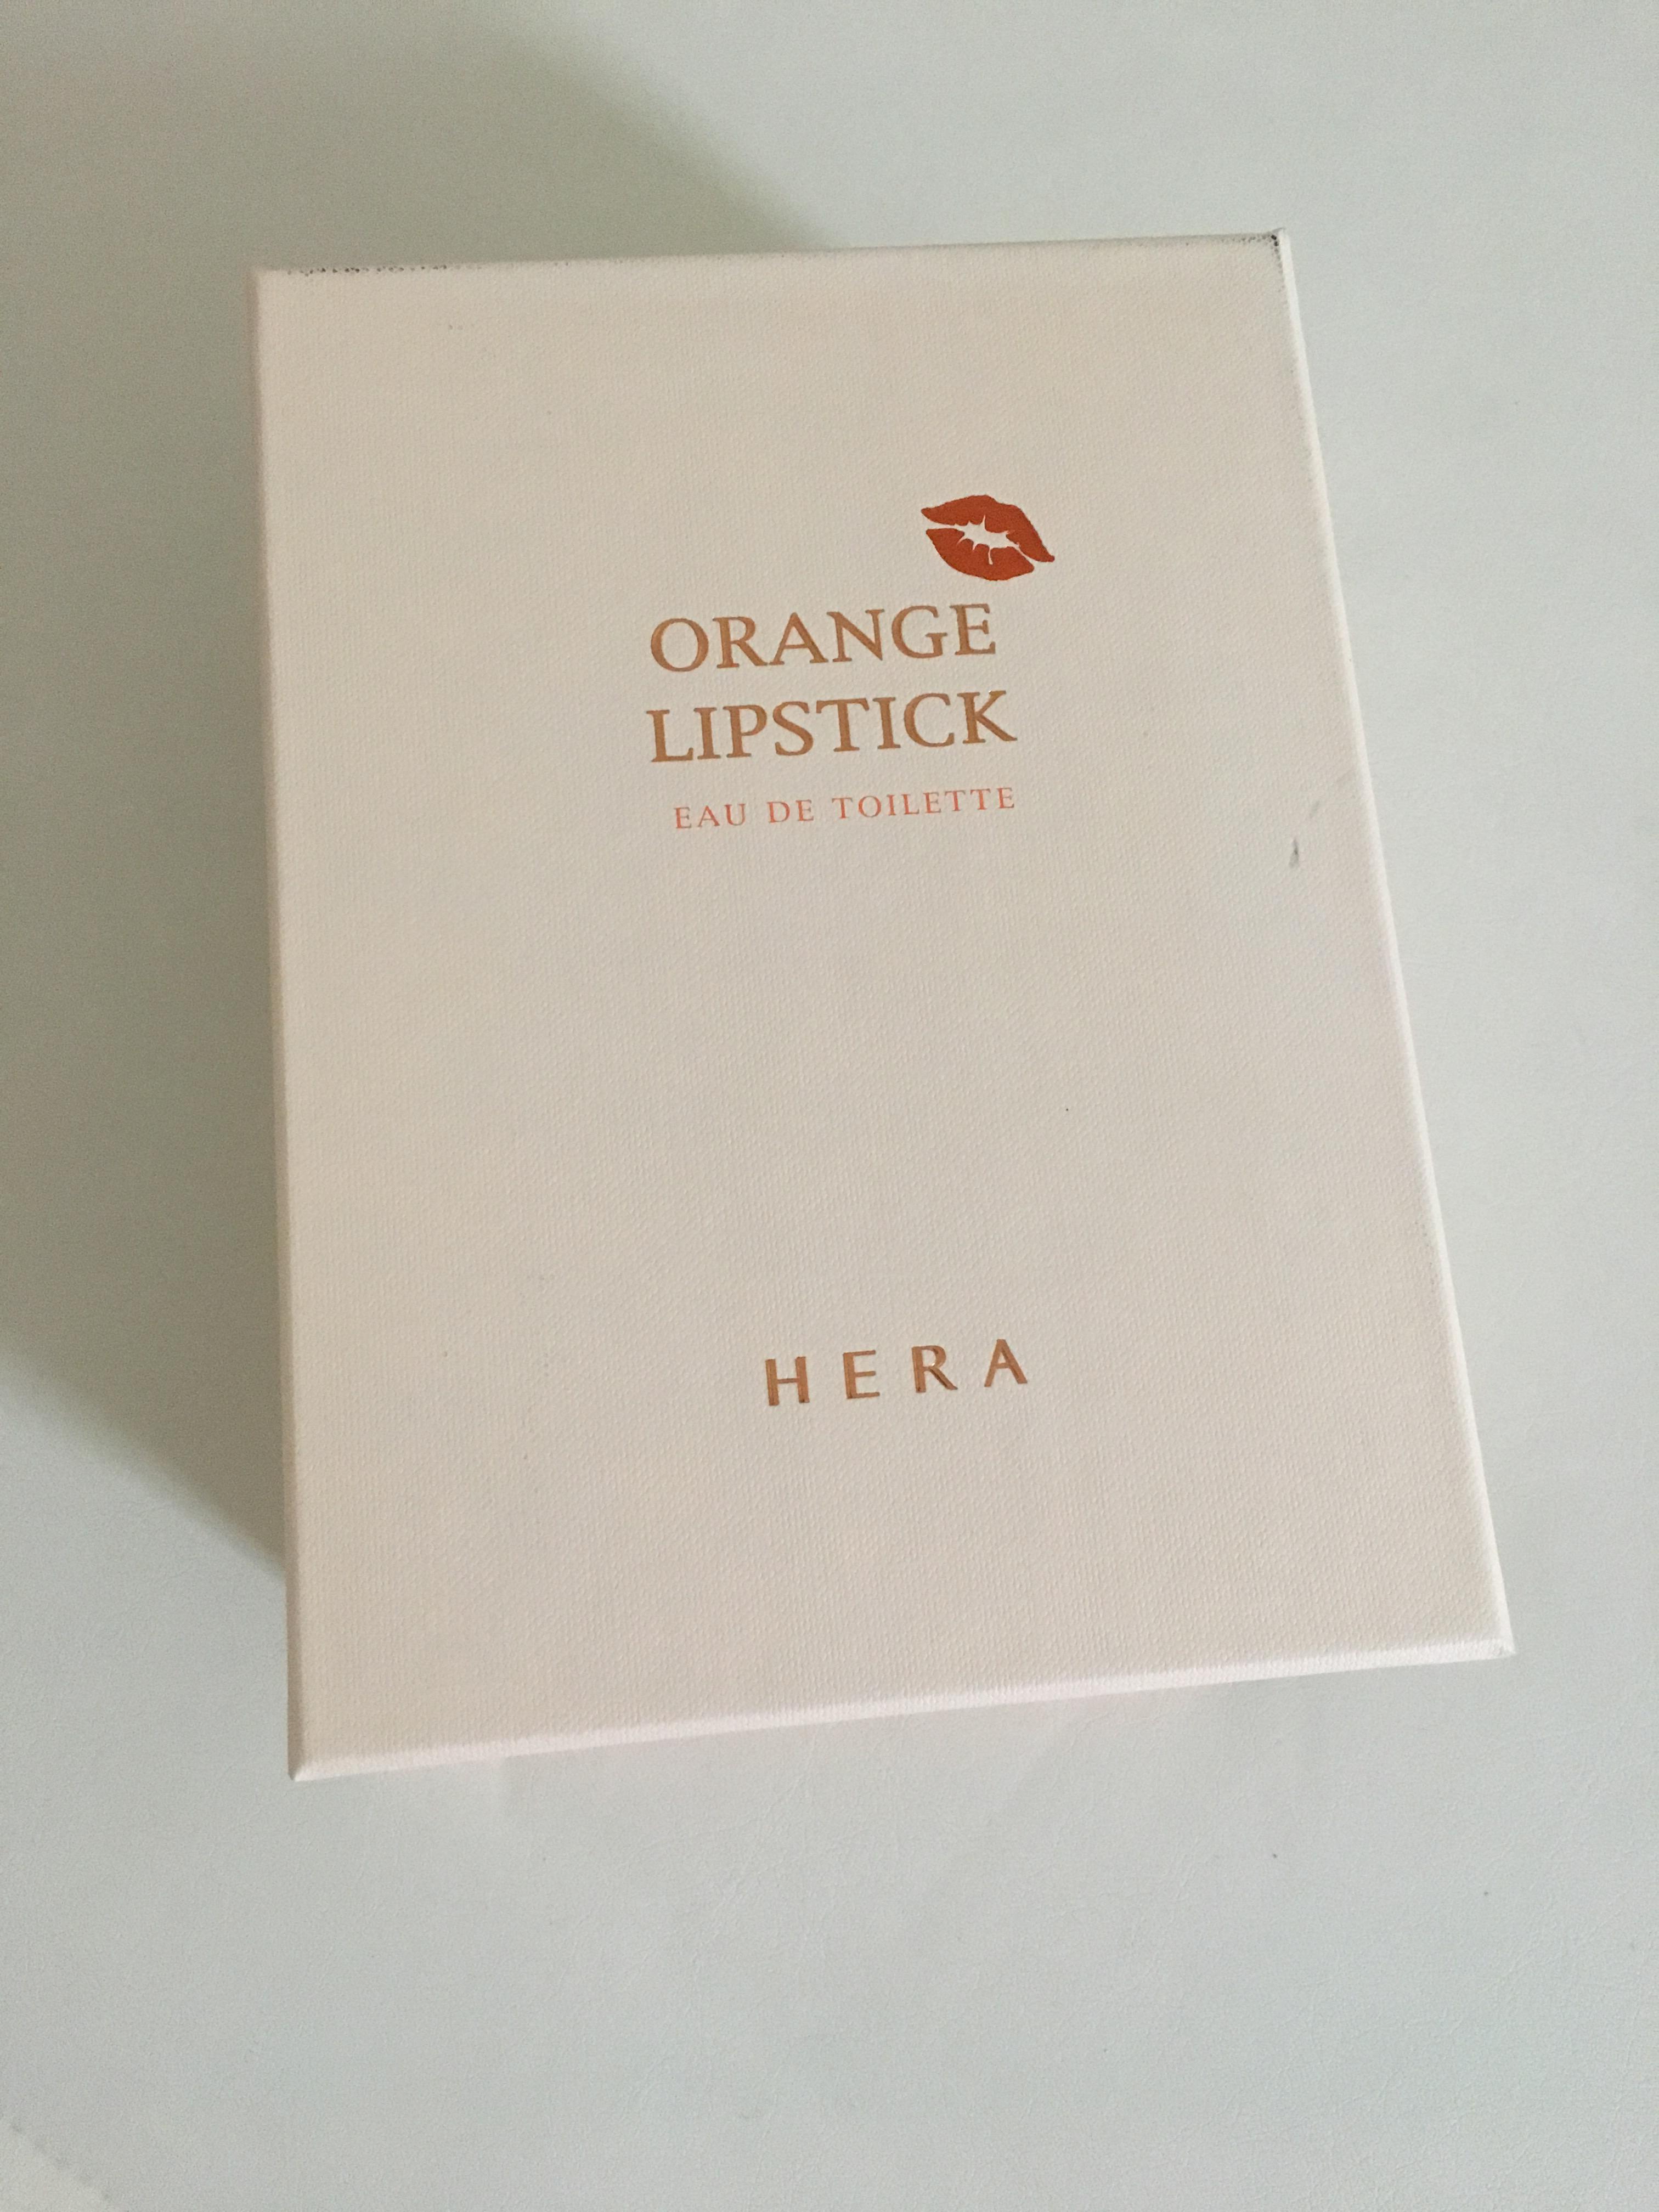 ORANGE
LIPSTICK
EAU DE TOILETTE
HERA